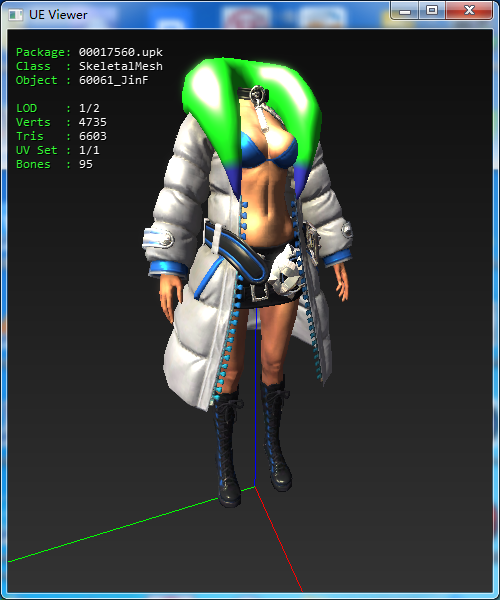 UE Viewer
Package: 00017560.upk
Class : SkeletalMesh
Object : 60061_JinF
LOD : 1/2
Verts : 4735
Tris : 6603
UV Set : 1/1
Bones : 95